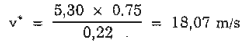 v* = 5,30 × 0.75 / 0,22 . = 18,07 m/s